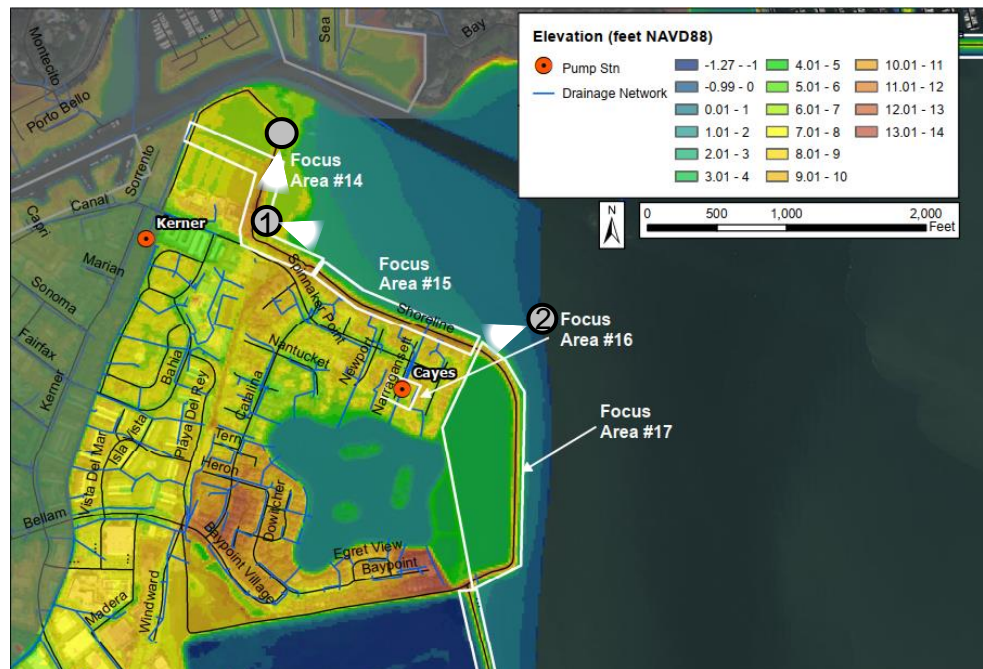 Elevation (feet NAVD88)
Pump Stn
Drainage Network
-1.27 - -1
-0.99 - 0
0.01 - 1
1.01 - 2
2.01 - 3
3.01 - 4
4.01 - 5
5.01 - 6
6.01 - 7
7.01 - 8
8.01 - 9
9.01 - 10
10.01 - 11
11.01 - 12
12.01 - 13
13.01 - 14
N
0 500 1,000 2,000
Feet
Montecito
Porto Bello
Sea
Bay
Canal
Capri
Sorrento
Focus
Area #14
1
Kerner
Marian
Sonoma
Fairfax
Kerner
Spinnaker Point
Focus
Area #15
Shoreline
2
Focus
Area #16
Nantucket
Newport
Narragansett
Cayes
Bahia
Playa Del Rey
Catalina
Focus
Area #17
Vista Del Mar
Isla Vista
Tern
Heron
Bellam
Dowitcher
Baypoint Village
Egret View
Baypoint
Windward
Madera